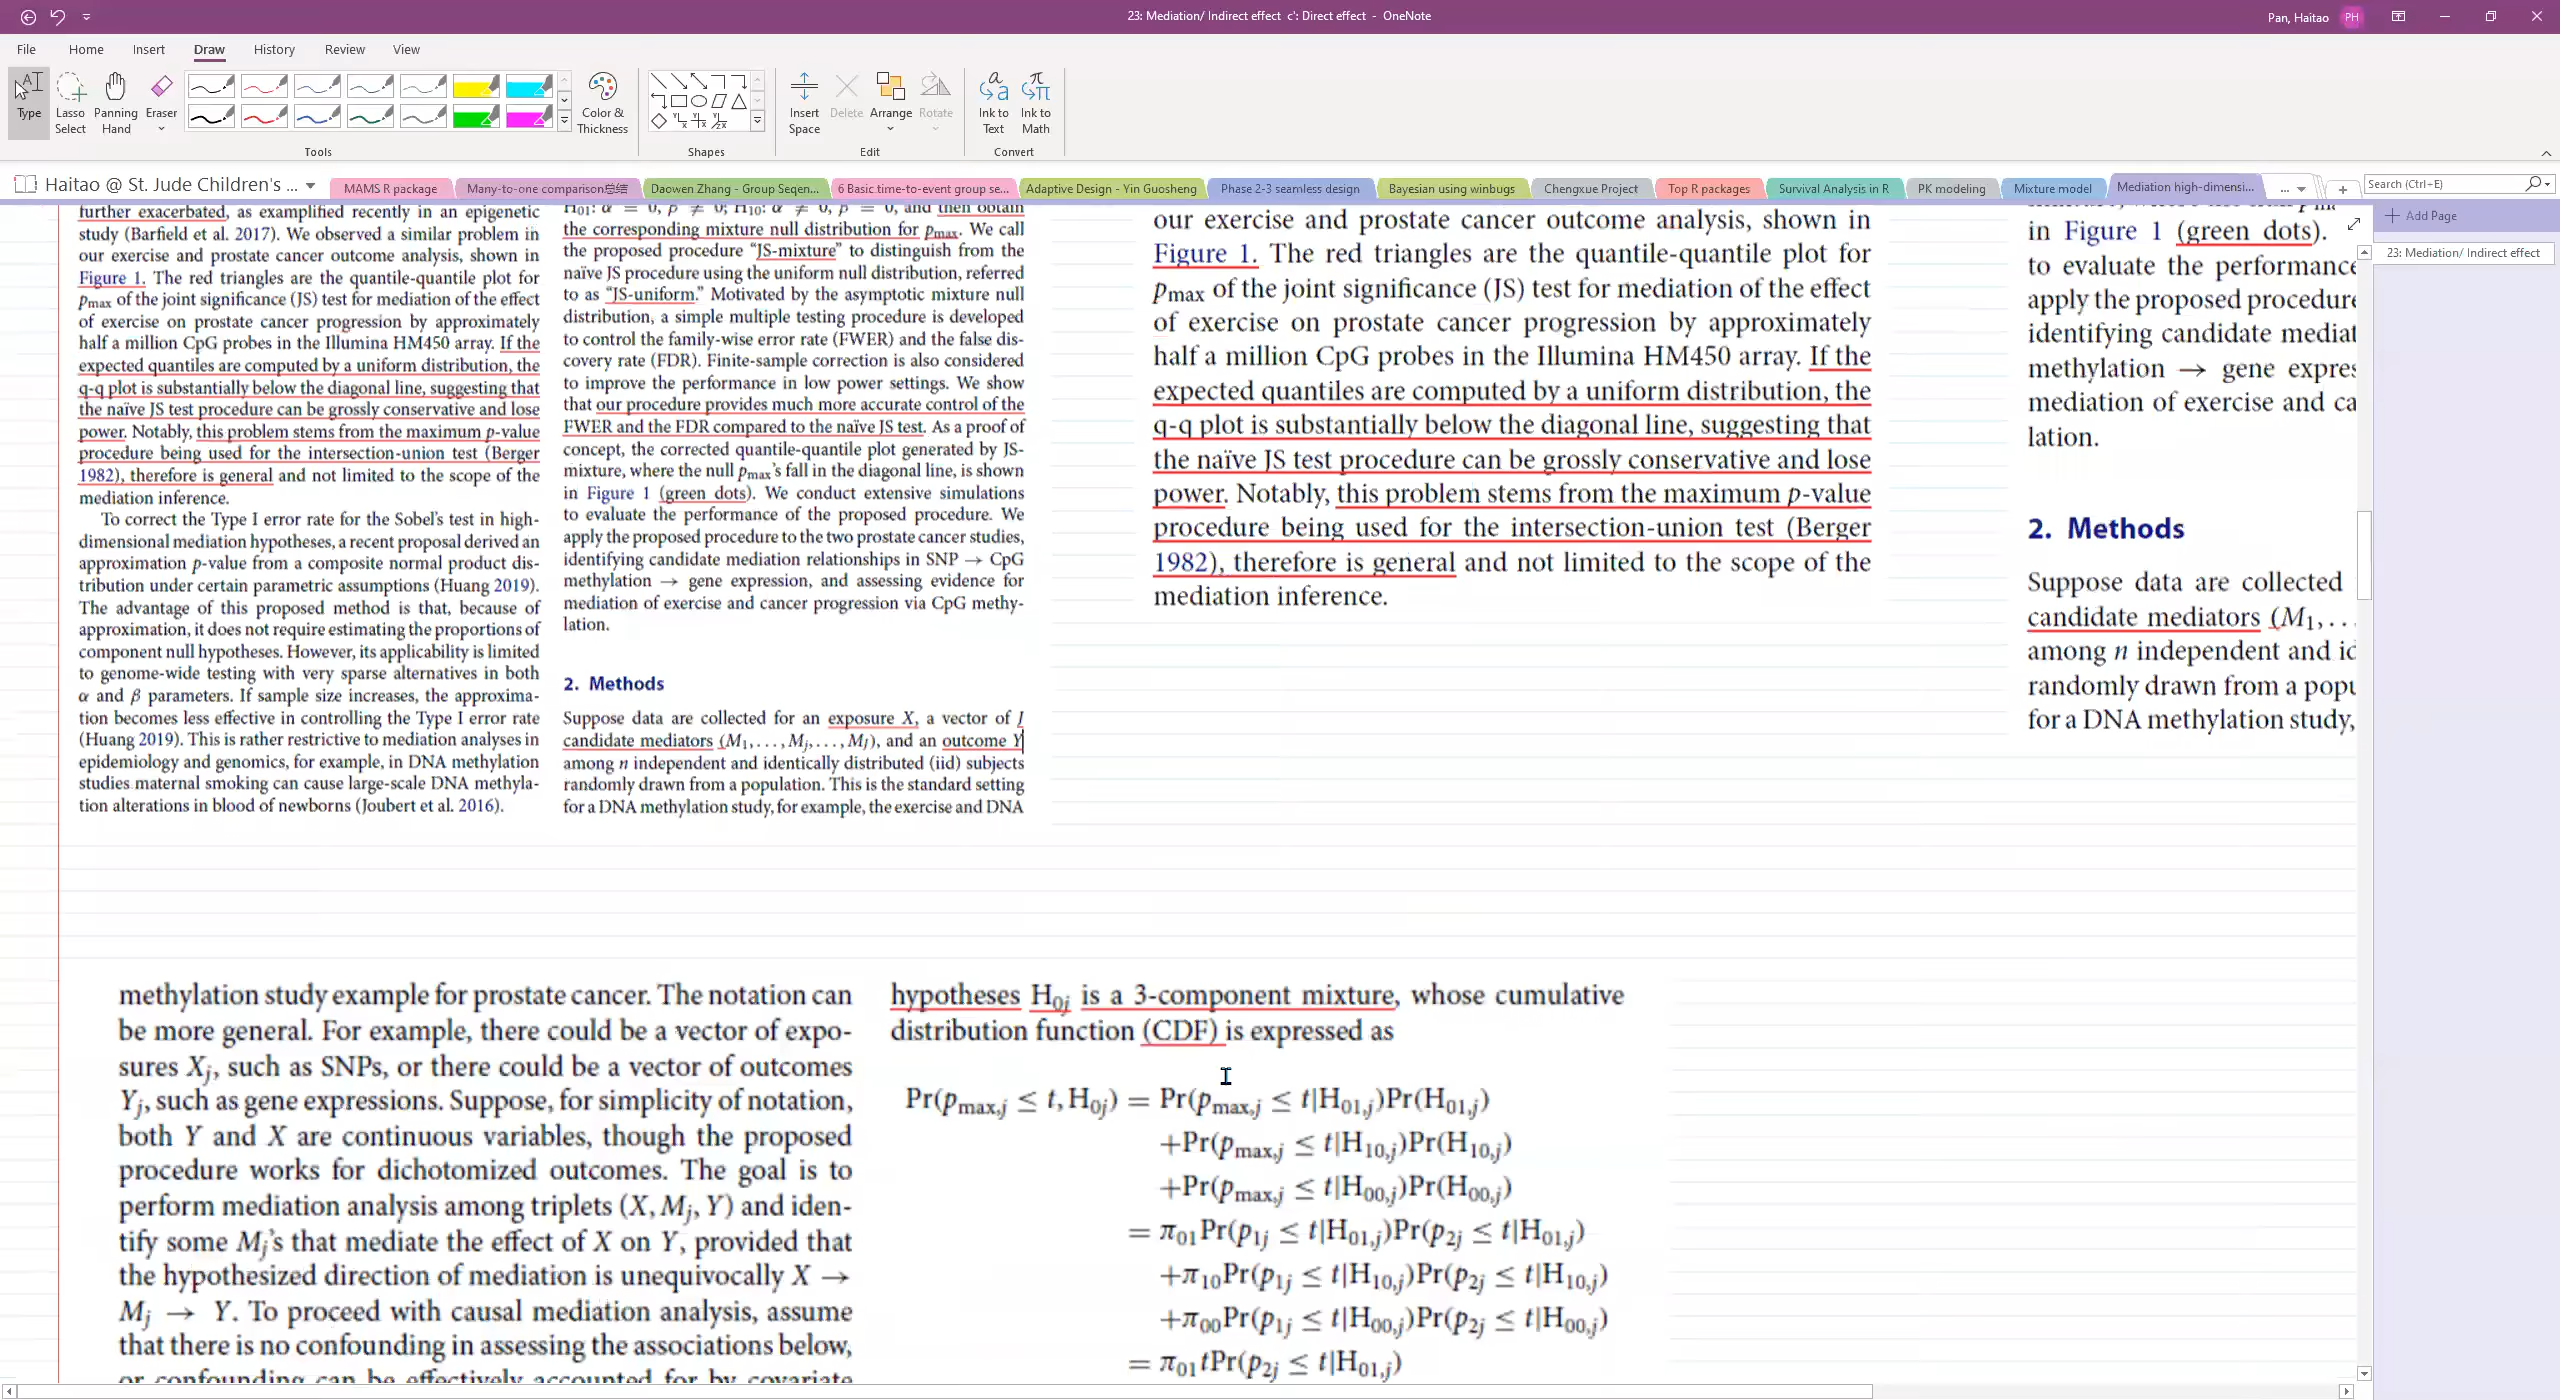 23: Mediation/ Indirect effect  c': Direct effect  -  OneNote
Pan, Haitao
PH
File
Home
Insert
Draw
History
Review
View
Type
Lasso
Select
Panning
Hand
Eraser
Color &
Thickness
Insert
Space
Delete
Arrange
Rotate
Ink to
Text
Ink to
Math
Tools
Shapes
Edit
Convert
Haitao @ St. Jude Children's ...
MAMS R package
Many-to-one comparison总结
Daowen Zhang - Group Seqen...
6 Basic time-to-event group se...
Adaptive Design - Yin Guosheng
Phase 2-3 seamless design
Bayesian using winbugs
Chengxue Project
Top R packages
Survival Analysis in R
PK modeling
Mixture model
Mediation high-dimensi...
...
Search (Ctrl+E)
Add Page
23: Mediation/ Indirect effect
further exacerbated, as examplified recently in an epigenetic
study (Barfield et al. 2017). We observed a similar problem in
our exercise and prostate cancer outcome analysis, shown in
Figure 1. The red triangles are the quantile-quantile plot for
pmax of the joint significance (JS) test for mediation of the effect
of exercise on prostate cancer progression by approximately
half a million CpG probes in the Illumina HM450 array. If the
expected quantiles are computed by a uniform distribution, the
q-q plot is substantially below the diagonal line, suggesting that
the naïve JS test procedure can be grossly conservative and lose
power. Notably, this problem stems from the maximum p-value
procedure being used for the intersection-union test (Berger
1982), therefore is general and not limited to the scope of the
mediation inference.
To correct the Type I error rate for the Sobel's test in high-
dimensional mediation hypotheses, a recent proposal derived an
approximation p-value from a composite normal product dis-
tribution under certain parametric assumptions (Huang 2019).
The advantage of this proposed method is that, because of
approximation, it does not require estimating the proportions of
component null hypotheses. However, its applicability is limited
to genome-wide testing with very sparse alternatives in both
α and β parameters. If sample size increases, the approxima-
tion becomes less effective in controlling the Type I error rate
(Huang 2019). This is rather restrictive to mediation analyses in
epidemiology and genomics, for example, in DNA methylation
studies maternal smoking can cause large-scale DNA methyla-
tion alterations in blood of newborns (Joubert et al. 2016).
H01: α = 0, β ≠ 0; H10: α ≠ 0, β = 0, and then obtain
the corresponding mixture null distribution for pmax. We call
the proposed procedure “JS-mixture” to distinguish from the
naïve JS procedure using the uniform null distribution, referred
to as “JS-uniform.” Motivated by the asymptotic mixture null
distribution, a simple multiple testing procedure is developed
to control the family-wise error rate (FWER) and the false dis-
covery rate (FDR). Finite-sample correction is also considered
to improve the performance in low power settings. We show
that our procedure provides much more accurate control of the
FWER and the FDR compared to the naïve JS test. As a proof of
concept, the corrected quantile-quantile plot generated by JS-
mixture, where the null pmax's fall in the diagonal line, is shown
in Figure 1 (green dots). We conduct extensive simulations
to evaluate the performance of the proposed procedure. We
apply the proposed procedure to the two prostate cancer studies,
identifying candidate mediation relationships in SNP → CpG
methylation → gene expression, and assessing evidence for
mediation of exercise and cancer progression via CpG methy-
lation.
2. Methods
Suppose data are collected for an exposure X, a vector of J
candidate mediators (M1, . . . , Mj, . . . , MJ), and an outcome Y
among n independent and identically distributed (iid) subjects
randomly drawn from a population. This is the standard setting
for a DNA methylation study, for example, the exercise and DNA
our exercise and prostate cancer outcome analysis, shown in
Figure 1. The red triangles are the quantile-quantile plot for
pmax of the joint significance (JS) test for mediation of the effect
of exercise on prostate cancer progression by approximately
half a million CpG probes in the Illumina HM450 array. If the
expected quantiles are computed by a uniform distribution, the
q-q plot is substantially below the diagonal line, suggesting that
the naïve JS test procedure can be grossly conservative and lose
power. Notably, this problem stems from the maximum p-value
procedure being used for the intersection-union test (Berger
1982), therefore is general and not limited to the scope of the
mediation inference.
in Figure 1 (green dots).
to evaluate the performance
apply the proposed procedure
identifying candidate mediat
methylation → gene expres
mediation of exercise and ca
lation.
2. Methods
Suppose data are collected
candidate mediators (M1, . .
among n independent and id
randomly drawn from a popu
for a DNA methylation study,
methylation study example for prostate cancer. The notation can
be more general. For example, there could be a vector of expo-
sures Xj, such as SNPs, or there could be a vector of outcomes
Yj, such as gene expressions. Suppose, for simplicity of notation,
both Y and X are continuous variables, though the proposed
procedure works for dichotomized outcomes. The goal is to
perform mediation analysis among triplets (X, Mj, Y) and iden-
tify some Mj's that mediate the effect of X on Y, provided that
the hypothesized direction of mediation is unequivocally X →
Mj → Y. To proceed with causal mediation analysis, assume
that there is no confounding in assessing the associations below,
or confounding can be effectively accounted for by covariate
hypotheses H0j is a 3-component mixture, whose cumulative
distribution function (CDF) is expressed as
Pr(pmax,j ≤ t, H0j) = Pr(pmax,j ≤ t|H01,j)Pr(H01,j)
+Pr(pmax,j ≤ t|H10,j)Pr(H10,j)
+Pr(pmax,j ≤ t|H00,j)Pr(H00,j)
= π01Pr(p1j ≤ t|H01,j)Pr(p2j ≤ t|H01,j)
+π10Pr(p1j ≤ t|H10,j)Pr(p2j ≤ t|H10,j)
+π00Pr(p1j ≤ t|H00,j)Pr(p2j ≤ t|H00,j)
= π01tPr(p2j ≤ t|H01,j)